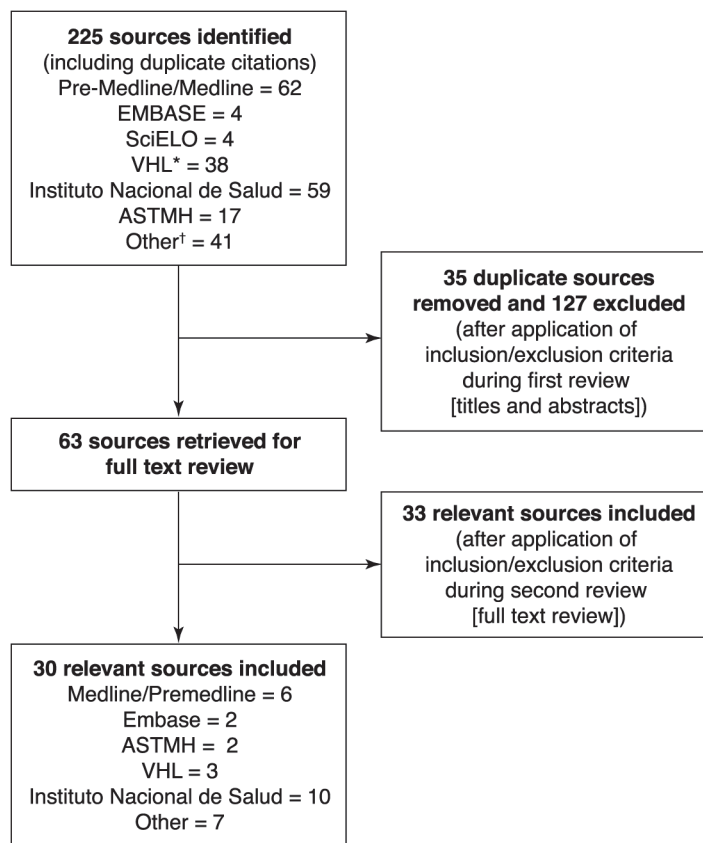 225 sources identified
(including duplicate citations)
Pre-Medline/Medline = 62
EMBASE = 4
SciELO = 4
VHL* = 38
Instituto Nacional de Salud = 59
ASTMH = 17
Other† = 41
35 duplicate sources
removed and 127 excluded
(after application of
inclusion/exclusion criteria
during first review
[titles and abstracts])
63 sources retrieved for
full text review
33 relevant sources included
(after application of
inclusion/exclusion criteria
during second review
[full text review])
30 relevant sources included
Medline/Premedline = 6
Embase = 2
ASTMH = 2
VHL = 3
Instituto Nacional de Salud = 10
Other = 7